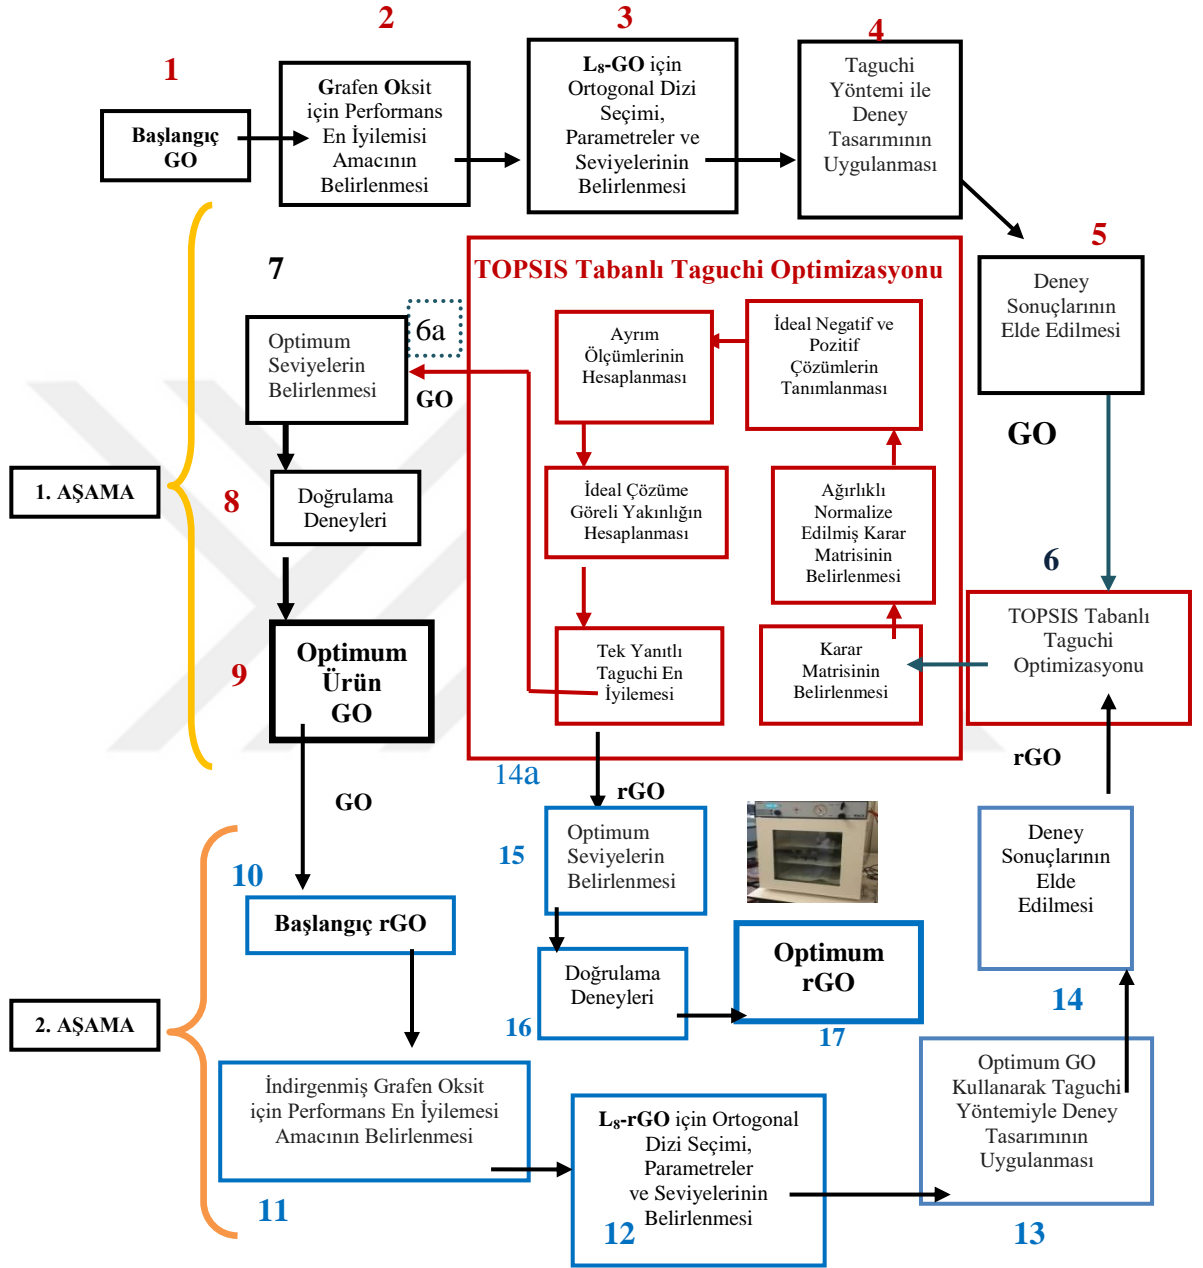 1
Başlangıç
GO
2
Grafen Oksit
için Performans
En İyilemisi
Amacının
Belirlenmesi
3
L₈-GO için
Ortogonal Dizi
Seçimi,
Parametreler ve
Seviyelerinin
Belirlenmesi
4
Taguchi
Yöntemi ile
Deney
Tasarımının
Uygulanması
5
Deney
Sonuçlarının
Elde Edilmesi
GO
6
TOPSIS Tabanlı
Taguchi
Optimizasyonu
rGO
TOPSIS Tabanlı Taguchi Optimizasyonu
Karar
Matrisinin
Belirlenmesi
Ağırlıklı
Normalize
Edilmiş Karar
Matrisinin
Belirlenmesi
İdeal Negatif ve
Pozitif
Çözümlerin
Tanımlanması
Ayrım
Ölçümlerinin
Hesaplanması
İdeal Çözüme
Göreli Yakınlığın
Hesaplanması
Tek Yanıtlı
Taguchi En
İyilemesi
6a
GO
7
Optimum
Seviyelerin
Belirlenmesi
1. AŞAMA
8
Doğrulama
Deneyleri
9
Optimum
Ürün
GO
GO
14a
rGO
15
Optimum
Seviyelerin
Belirlenmesi
16
Doğrulama
Deneyleri
Optimum
rGO
17
10
Başlangıç rGO
2. AŞAMA
İndirgenmiş Grafen Oksit
için Performans En İyilemesi
Amacının Belirlenmesi
11
L₈-rGO için Ortogonal
Dizi Seçimi,
Parametreler
ve Seviyelerinin
Belirlenmesi
12
Optimum GO
Kullanarak Taguchi
Yöntemiyle Deney
Tasarımının
Uygulanması
13
Deney
Sonuçlarının
Elde
Edilmesi
14